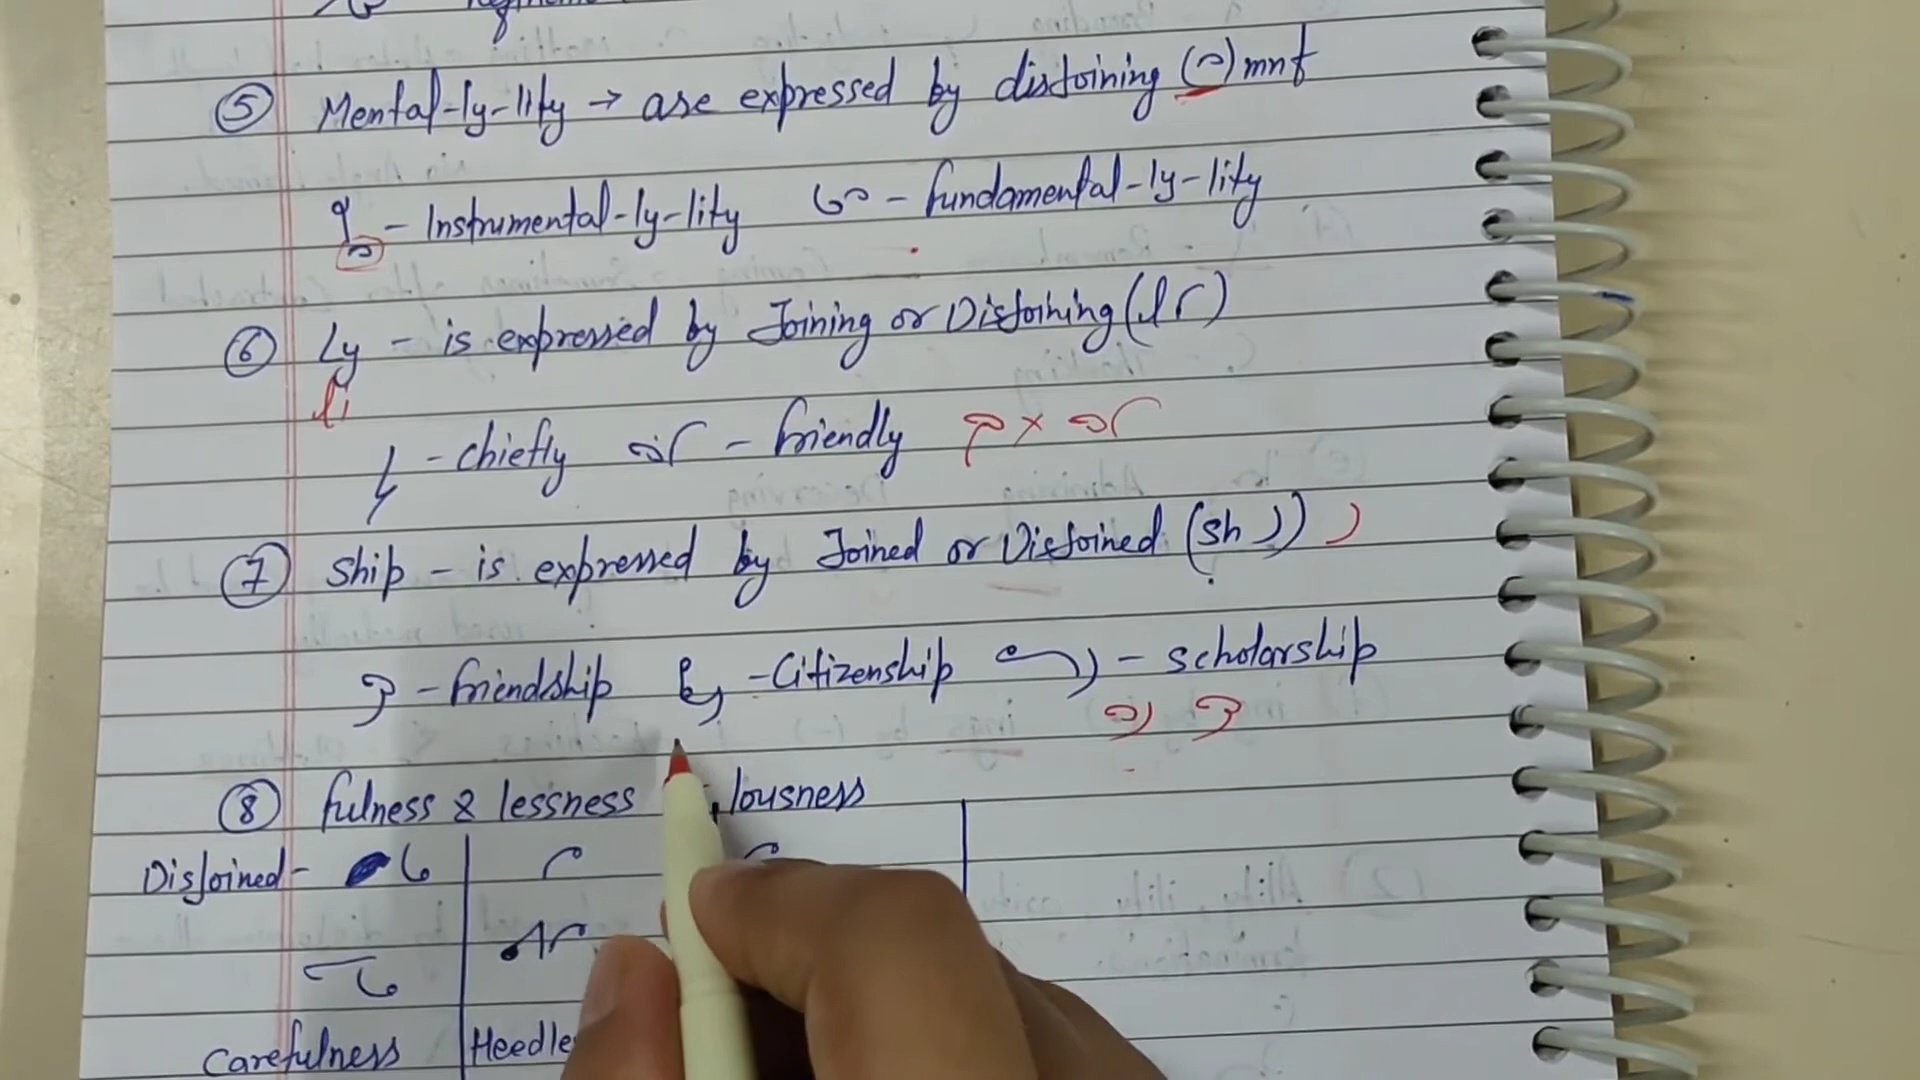 5 Mental-ly-lity → are expressed by disjoining ( ) mnt
- Instrumental-ly-lity - fundamental-ly-lity
6 Ly - is expressed by Joining or Disjoining (l )
li
- Chiefly - friendly × or
7 Ship - is expressed by Joined or Disjoined (Sh ))
- friendship - Citizenship - Scholarship
8 fulness & lessness , lousness
Disjoined -
Carefulness Heedle